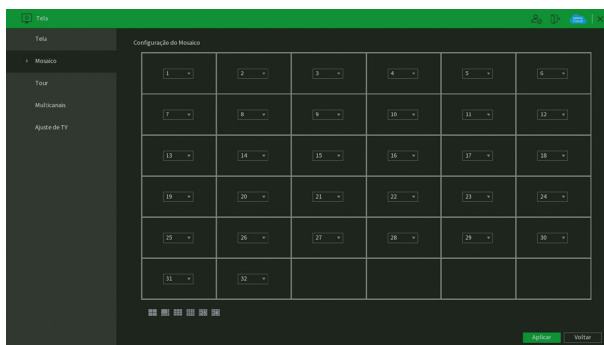 Tela
Tela
Configuração do Mosaico
Mosaico
Tour
Multicanais
Ajuste de TV
1 2 3 4 5 6
7 8 9 10 11 12
13 14 15 16 17 18
19 20 21 22 23 24
25 26 27 28 29 30
31 32
Aplicar Voltar